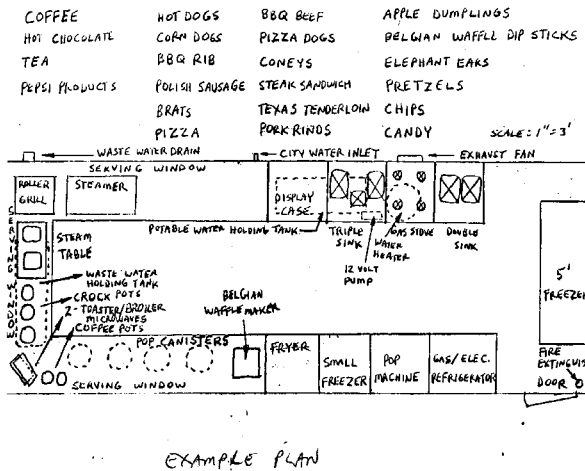 COFFEE HOT DOGS BBQ BEEF APPLE DUMPLINGS
HOT CHOCOLATE CORN DOGS PIZZA DOGS BELGIAN WAFFLE DIP STICKS
TEA BBQ RIB CONEYS ELEPHANT EARS
PEPSI PRODUCTS POLISH SAUSAGE STEAK SANDWICH PRETZELS
BRATS TEXAS TENDERLOIN CHIPS
PIZZA PORK RINDS CANDY SCALE: 1"=3'
WASTE WATER DRAIN CITY WATER INLET EXHAUST FAN
SERVING WINDOW
ROLLER
GRILL
STEAMER
DISPLAY
CASE
POTABLE WATER HOLDING TANK
TRIPLE
SINK
GAS STOVE
WATER
HEATER
DOUBLE
SINK
12 VOLT
PUMP
SERVING WINDOW
STEAM
TABLE
WASTE WATER
HOLDING TANK
CROCK POTS
2-TOASTER/BROILER
MICROWAVES
COFFEE POTS
BELGIAN
WAFFLE MAKER
5'
FREEZER
POP CANISTERS
FRYER
SMALL
FREEZER
POP
MACHINE
GAS/ELEC.
REFRIGERATOR
FIRE
EXTINGUIS
DOOR
SERVING WINDOW
EXAMPLE PLAN